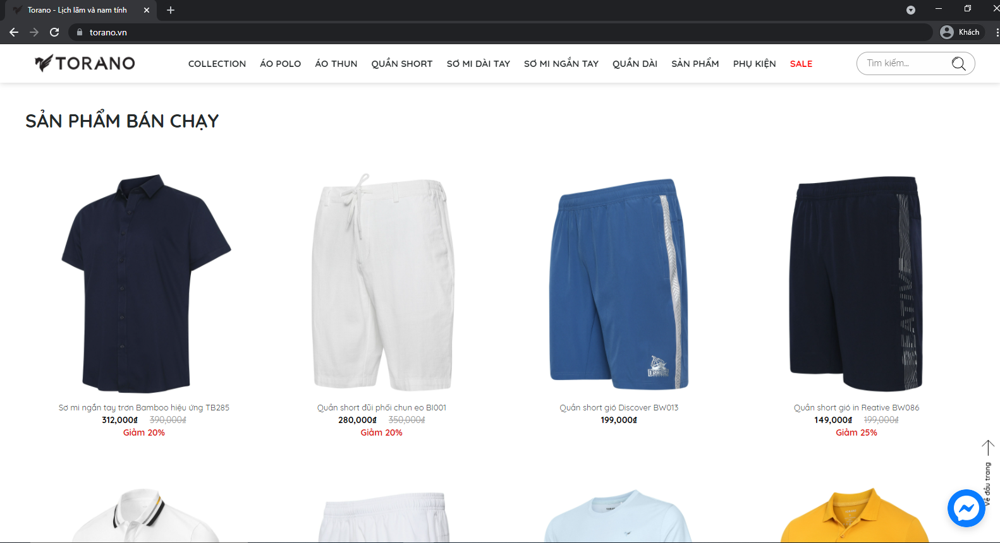 Torano - Lịch lãm và nam tính
torano.vn
Khách
TORANO
COLLECTION ÁO POLO ÁO THUN QUẦN SHORT SƠ MI DÀI TAY SƠ MI NGẮN TAY QUẦN DÀI SẢN PHẨM PHỤ KIỆN SALE
Tìm kiếm...
SẢN PHẨM BÁN CHẠY
DISCOVER
REATIVE
Sơ mi ngắn tay trơn Bamboo hiệu ứng TB285
312,000₫ 390,000₫
Giảm 20%
Quần short đũi phối chun eo BI001
280,000₫ 350,000₫
Giảm 20%
Quần short gió Discover BW013
199,000₫
Quần short gió in Reative BW086
149,000₫ 199,000₫
Giảm 25%
Về đầu trang
TORANO